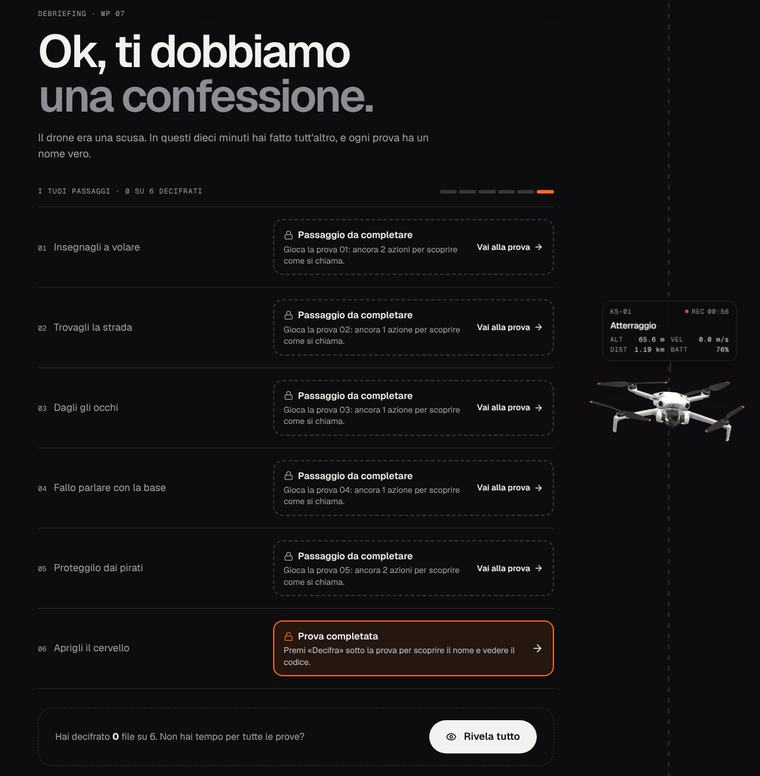 DEBRIEFING · WP 07
Ok, ti dobbiamo
una confessione.
Il drone era una scusa. In questi dieci minuti hai fatto tutt'altro, e ogni prova ha un
nome vero.
I TUOI PASSAGGI · 0 SU 6 DECIFRATI
01 Insegnagli a volare
Passaggio da completare
Gioca la prova 01: ancora 2 azioni per scoprire
come si chiama.
Vai alla prova →
02 Trovagli la strada
Passaggio da completare
Gioca la prova 02: ancora 1 azione per scoprire
come si chiama.
Vai alla prova →
KS-01 REC 00:56
Atterraggio
ALT 65.6 m VEL 0.0 m/s
DIST 1.19 km BATT 76%
03 Dagli gli occhi
Passaggio da completare
Gioca la prova 03: ancora 1 azione per scoprire
come si chiama.
Vai alla prova →
04 Fallo parlare con la base
Passaggio da completare
Gioca la prova 04: ancora 1 azione per scoprire
come si chiama.
Vai alla prova →
05 Proteggilo dai pirati
Passaggio da completare
Gioca la prova 05: ancora 2 azioni per scoprire
come si chiama.
Vai alla prova →
06 Aprigli il cervello
Prova completata
Premi «Decifra» sotto la prova per scoprire il nome e vedere il
codice.
→
Hai decifrato 0 file su 6. Non hai tempo per tutte le prove?
Rivela tutto